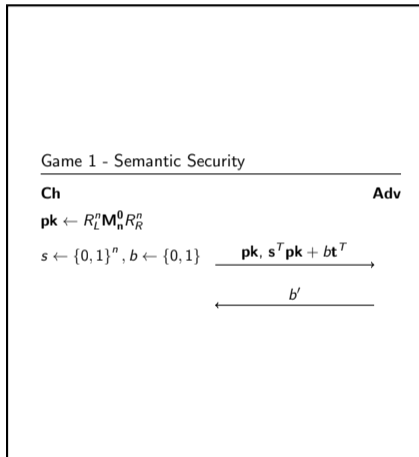 Game 1 - Semantic Security
Ch Adv
pk ← R_L^n M_n^0 R_R^n
s ← {0,1}^n, b ← {0,1} pk, s^T pk + bt^T
b′